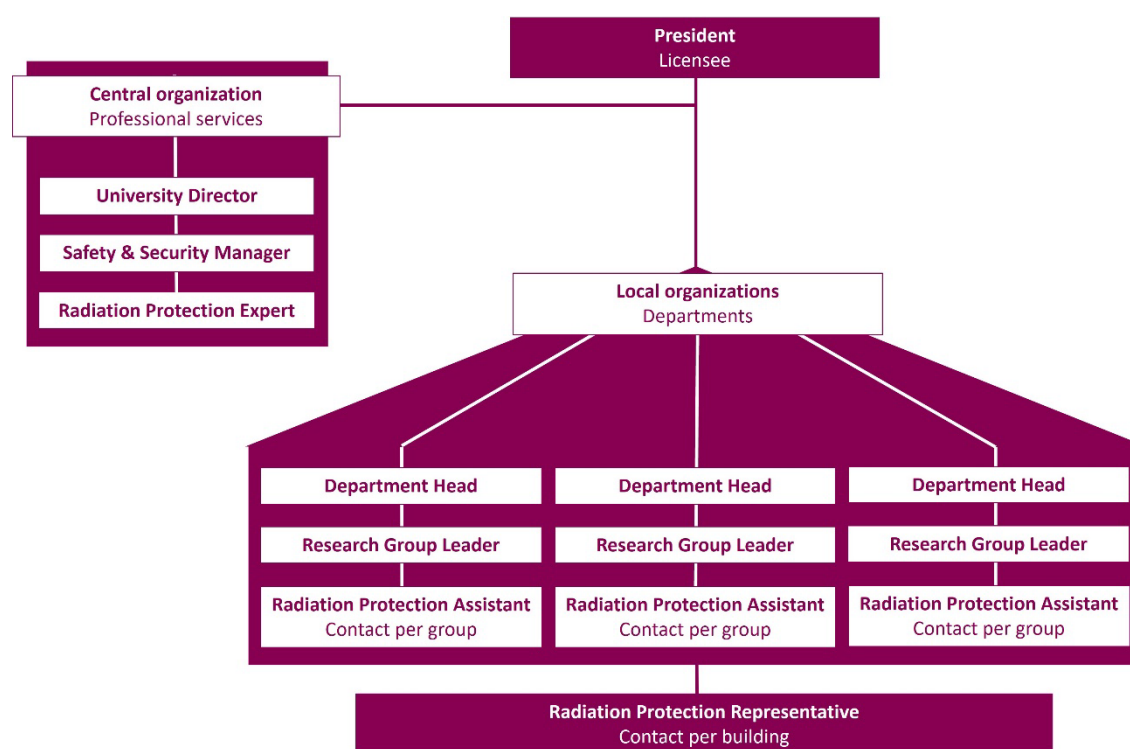 President
Licensee
Central organization
Professional services
University Director
Safety & Security Manager
Radiation Protection Expert
Local organizations
Departments
Department Head
Research Group Leader
Radiation Protection Assistant
Contact per group
Department Head
Research Group Leader
Radiation Protection Assistant
Contact per group
Department Head
Research Group Leader
Radiation Protection Assistant
Contact per group
Radiation Protection Representative
Contact per building